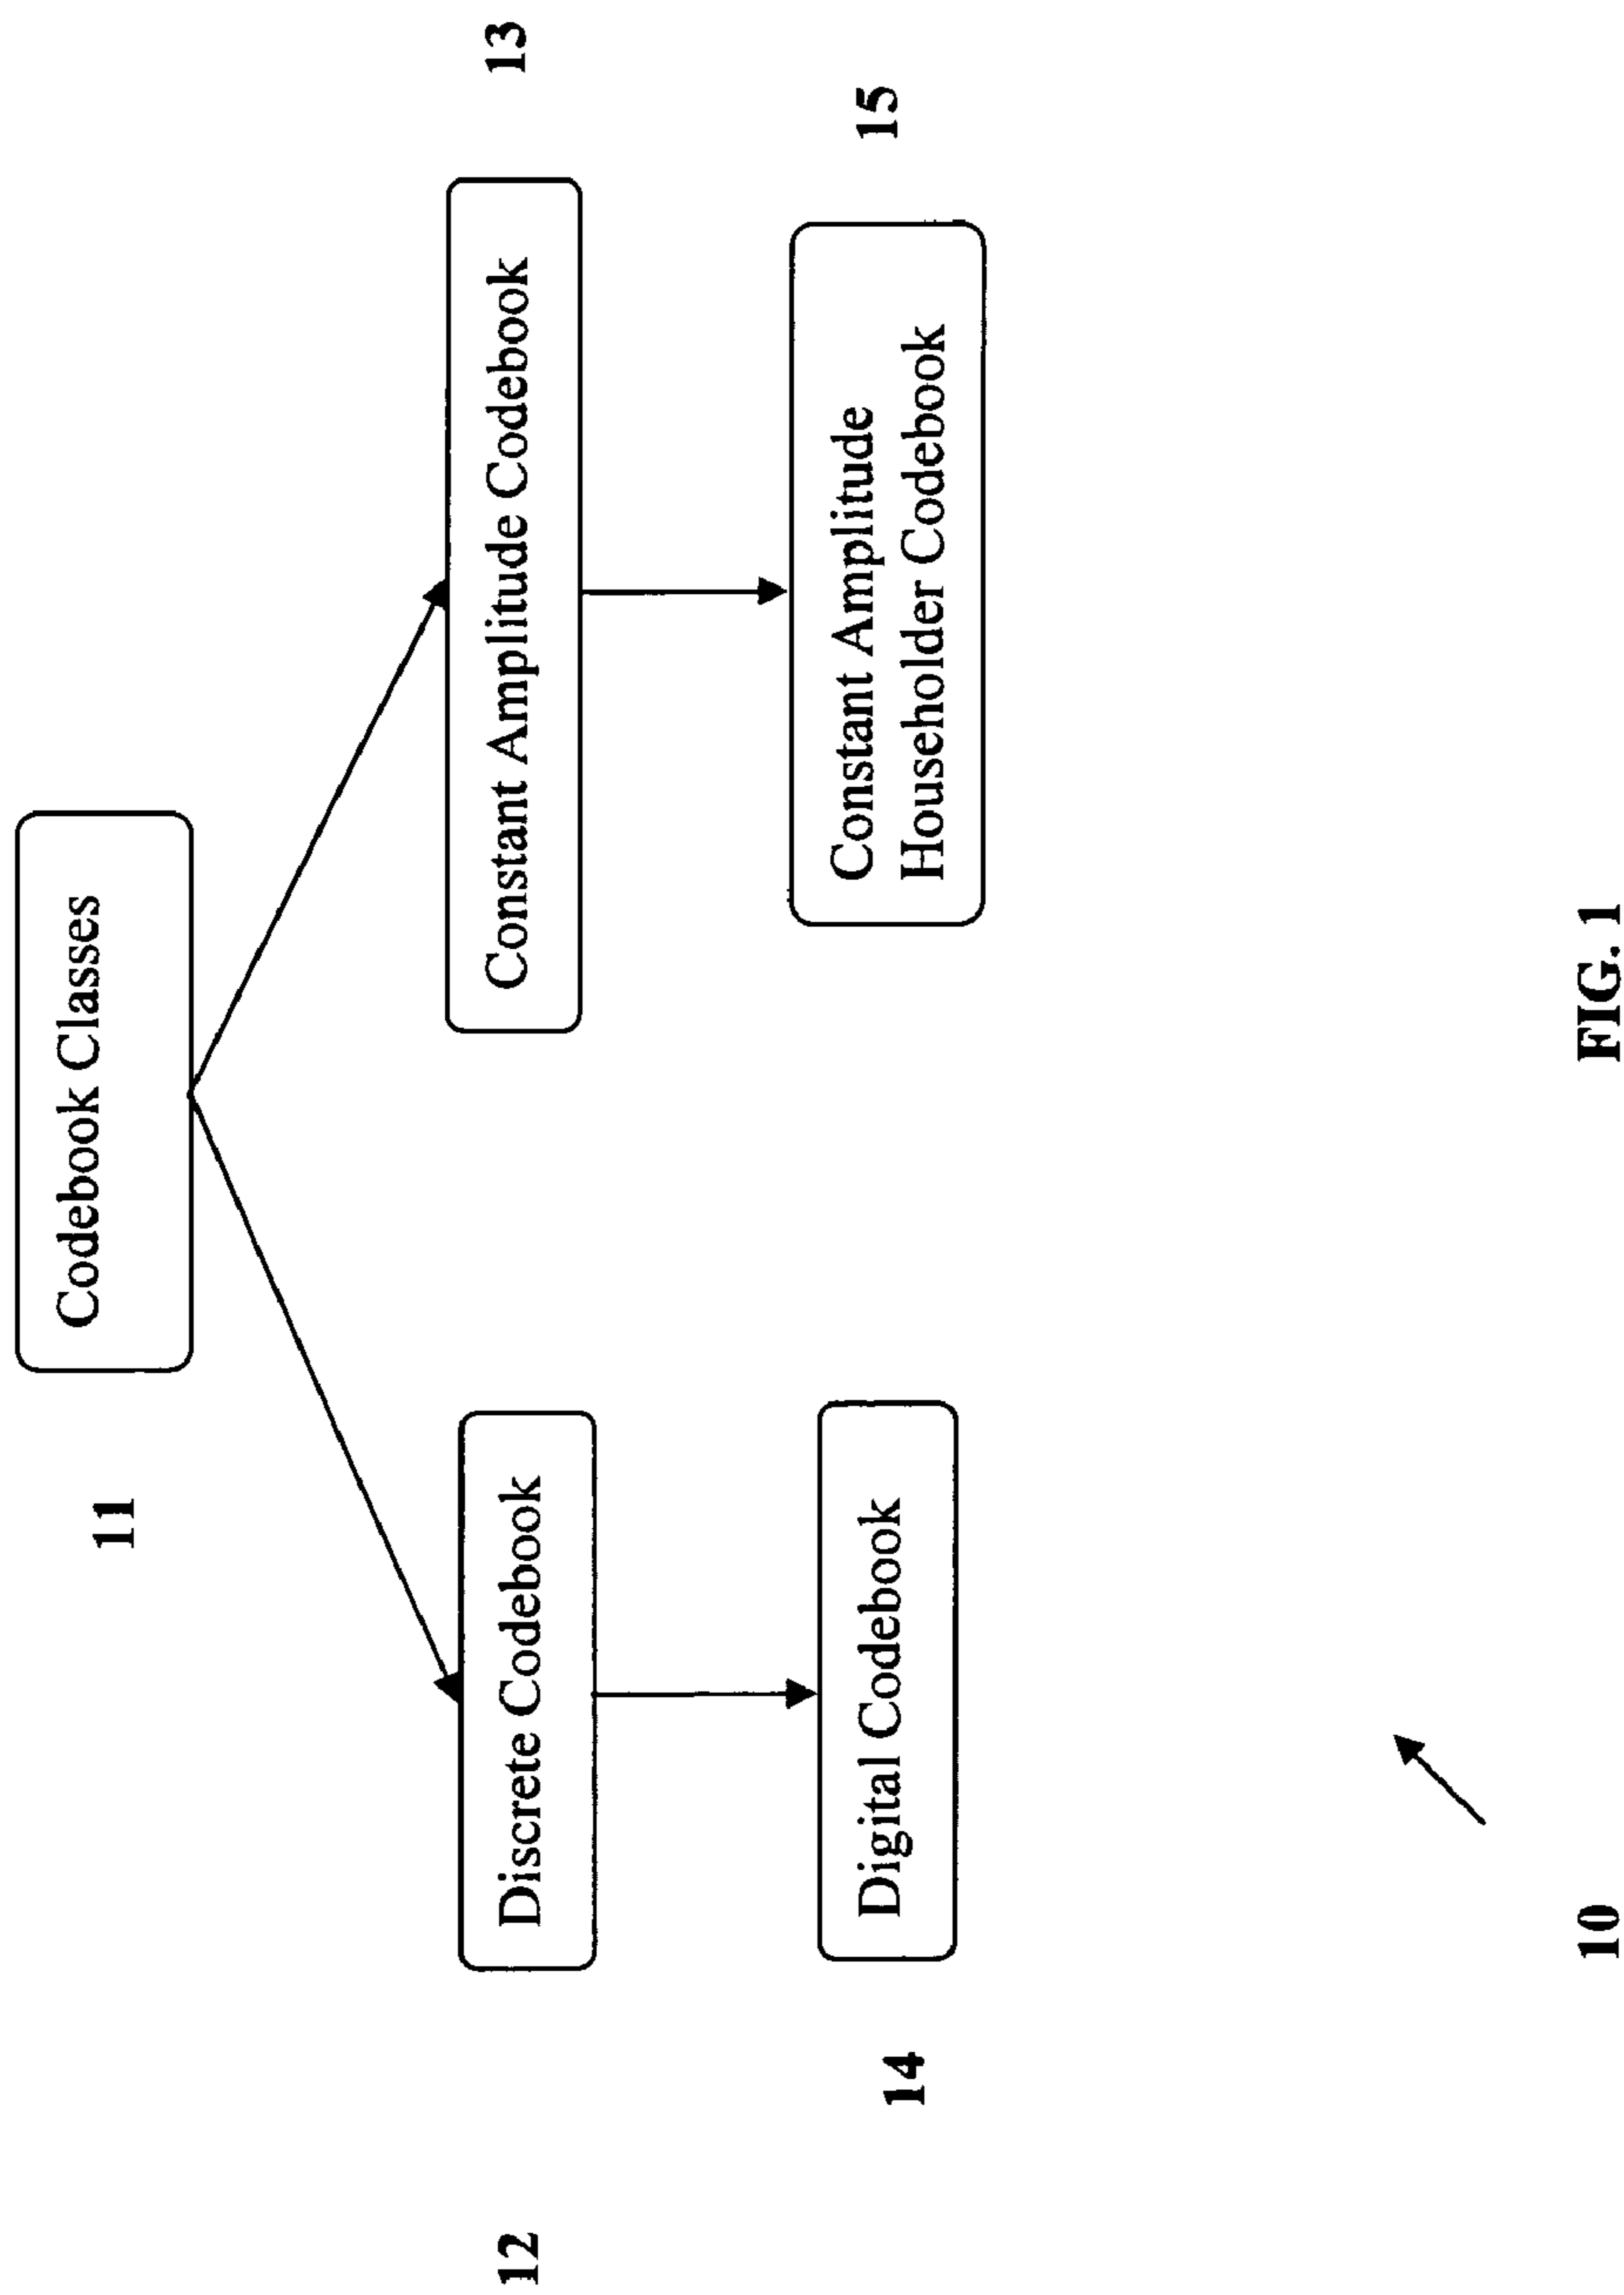 Codebook Classes
11
Discrete Codebook
12
Constant Amplitude Codebook
13
Digital Codebook
14
Constant Amplitude
Householder Codebook
15
10
FIG. 1